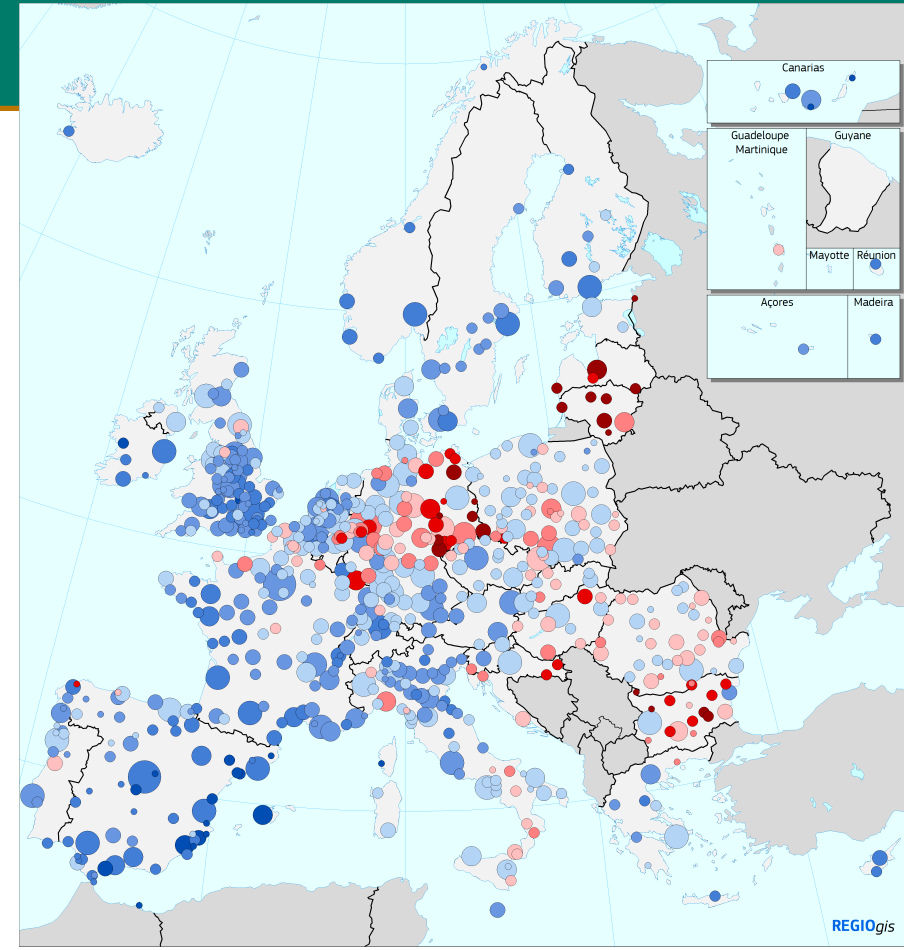 Canarias
Guadeloupe
Martinique
Guyane
Mayotte
Réunion
Açores
Madeira
REGIOgis